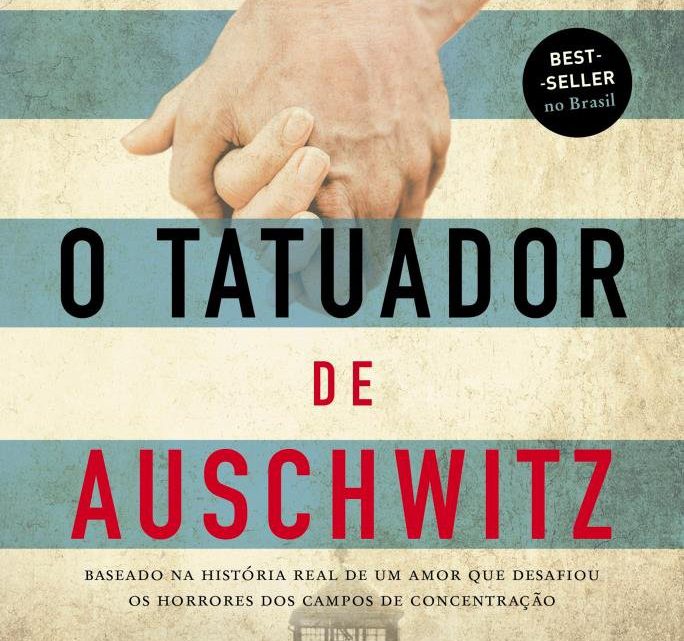 BEST-
-SELLER
no Brasil
O TATUADOR
DE
AUSCHWITZ
BASEADO NA HISTÓRIA REAL DE UM AMOR QUE DESAFIOU
OS HORRORES DOS CAMPOS DE CONCENTRAÇÃO